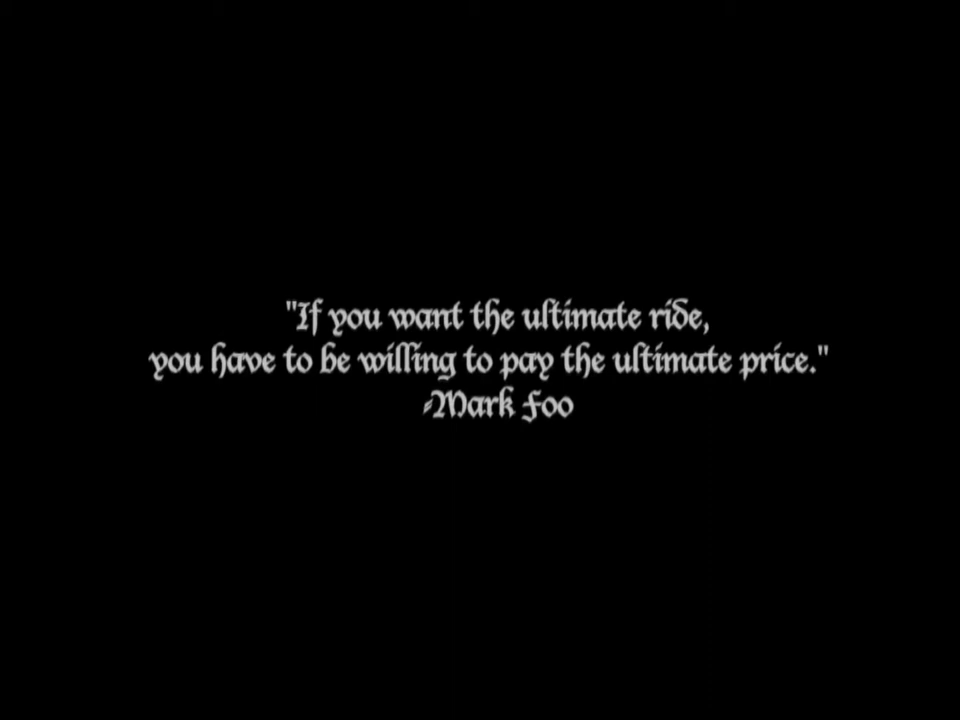 "If you want the ultimate ride,
you have to be willing to pay the ultimate price."
-Mark Foo